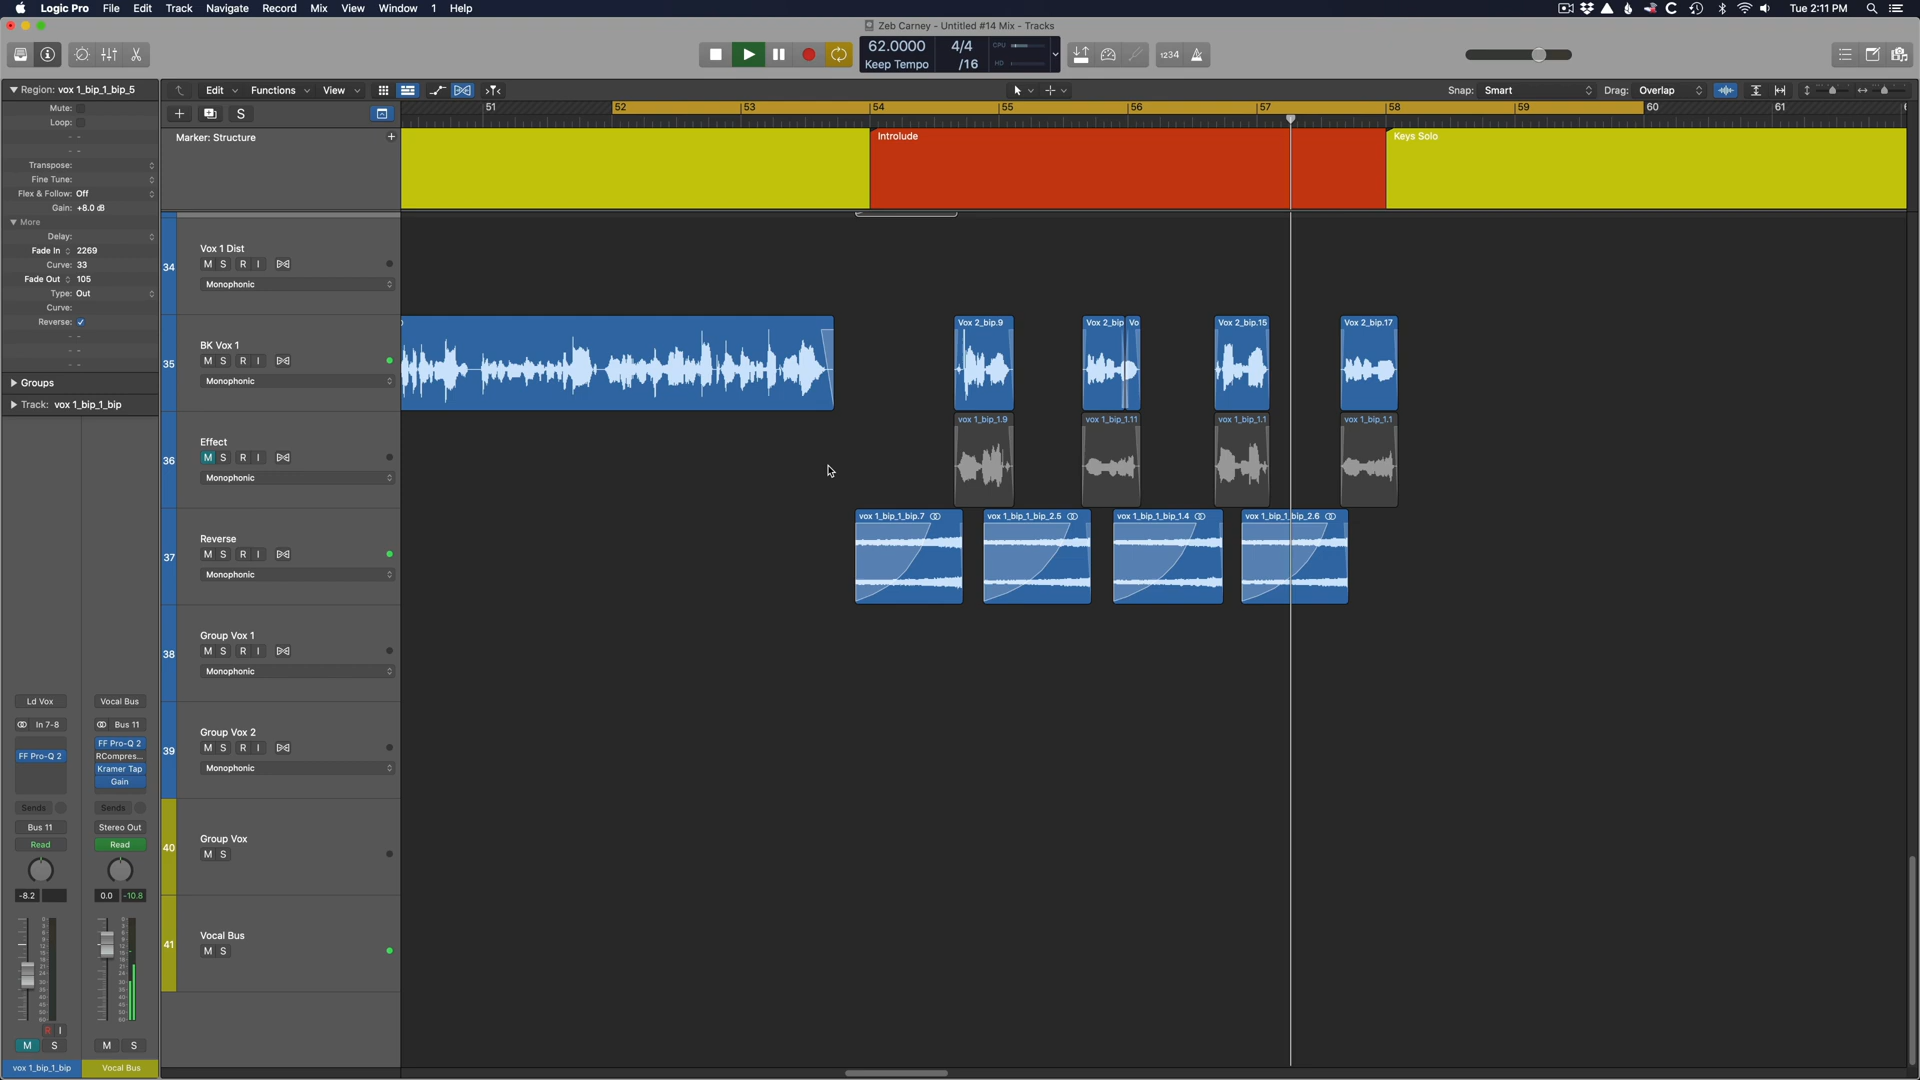 Logic Pro File Edit Track Navigate Record Mix View Window 1 Help
Tue 2:11 PM
Zeb Carney - Untitled #14 Mix - Tracks
62.0000 4/4 CPU
Keep Tempo /16 HD
1234
Region: vox 1_bip_1_bip_5
Mute:
Loop:
Transpose:
Fine Tune:
Flex & Follow: Off
Gain: +8.0 dB
More
Delay:
Fade In 2269
Curve: 33
Fade Out 105
Type: Out
Curve:
Reverse:
Groups
Track: vox 1_bip_1_bip
Edit Functions View
Snap: Smart Drag: Overlap
S
51 52 53 54 55 56 57 58 59 60 61
Marker: Structure
Introlude
Keys Solo
34
Vox 1 Dist
M S R I
Monophonic
35
BK Vox 1
M S R I
Monophonic
Vox 2_bip.9
Vox 2_bip
Vo
Vox 2_bip.15
Vox 2_bip.17
36
Effect
M S R I
Monophonic
vox 1_bip_1.9
vox 1_bip_1.11
vox 1_bip_1.1
vox 1_bip_1.1
37
Reverse
M S R I
Monophonic
vox 1_bip_1_bip.7
vox 1_bip_1_bip_2.5
vox 1_bip_1_bip_1.4
vox 1_bip_1_bip_2.6
38
Group Vox 1
M S R I
Monophonic
39
Group Vox 2
M S R I
Monophonic
40
Group Vox
M S
41
Vocal Bus
M S
Ld Vox
Vocal Bus
In 7-8
Bus 11
FF Pro-Q 2
FF Pro-Q 2
RCompres...
Kramer Tap
Gain
Sends
Sends
Bus 11
Stereo Out
Read
Read
-8.2
0.0 -10.8
R I
M S
M S
vox 1_bip_1_bip
Vocal Bus